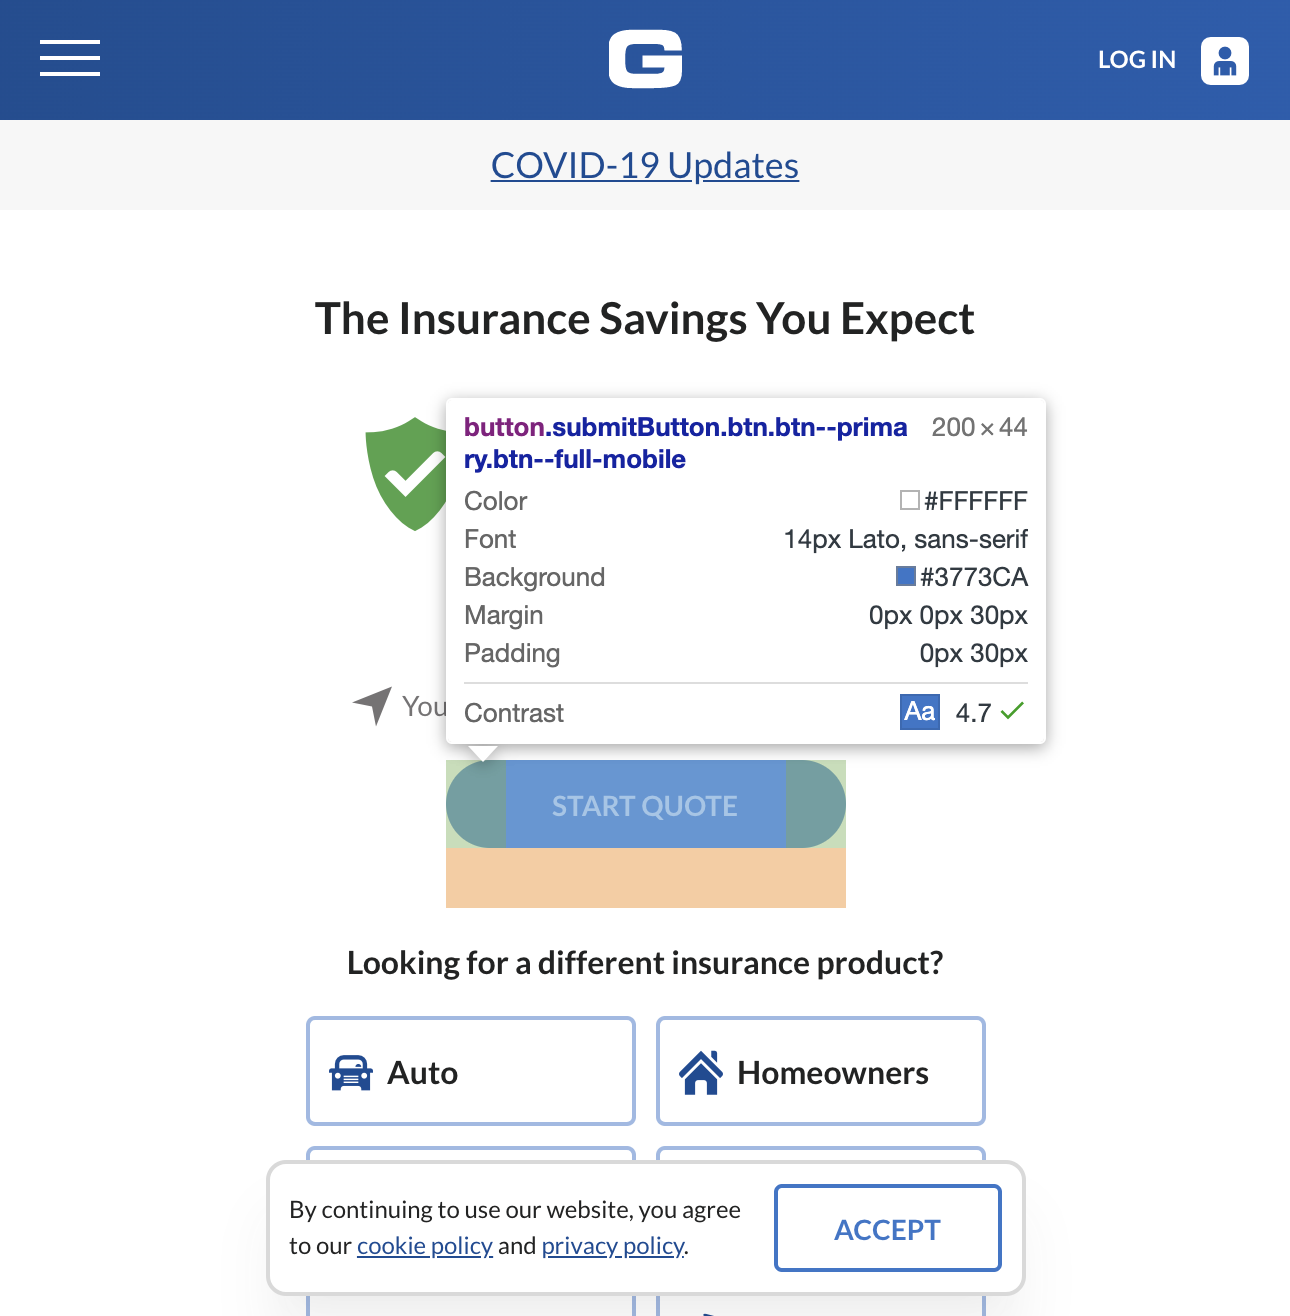 G
LOG IN
COVID-19 Updates
The Insurance Savings You Expect
button.submitButton.btn.btn--prima 200 × 44
ry.btn--full-mobile
Color #FFFFFF
Font 14px Lato, sans-serif
Background #3773CA
Margin 0px 0px 30px
Padding 0px 30px
You
Contrast Aa 4.7
START QUOTE
Looking for a different insurance product?
Auto
Homeowners
By continuing to use our website, you agree
to our cookie policy and privacy policy.
ACCEPT